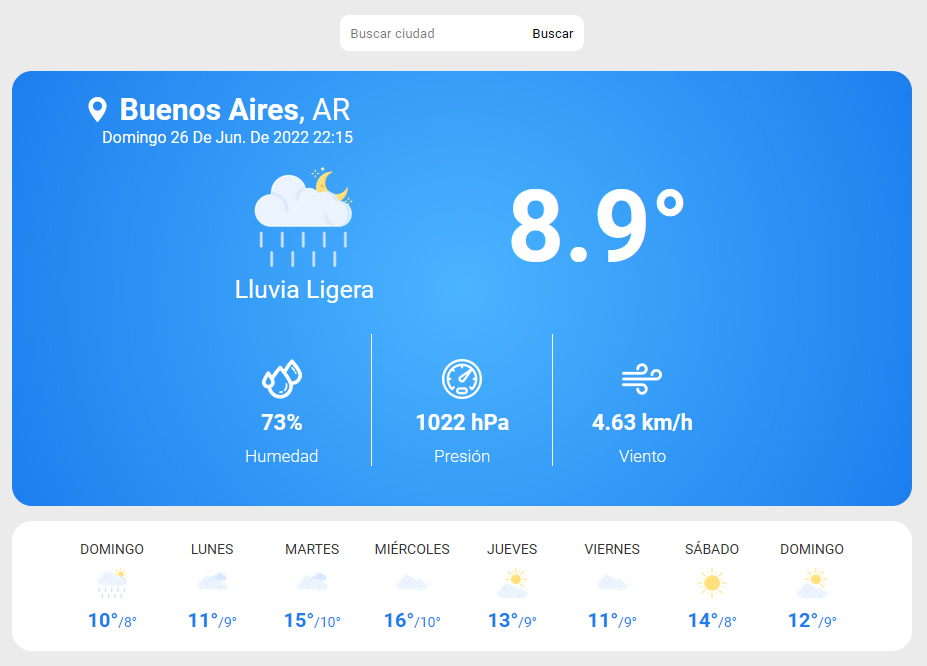 Buscar ciudad Buscar
Buenos Aires, AR
Domingo 26 De Jun. De 2022 22:15
8.9°
Lluvia Ligera
73% 1022 hPa 4.63 km/h
Humedad Presión Viento
DOMINGO LUNES MARTES MIÉRCOLES JUEVES VIERNES SÁBADO DOMINGO
10°/8° 11°/9° 15°/10° 16°/10° 13°/9° 11°/9° 14°/8° 12°/9°